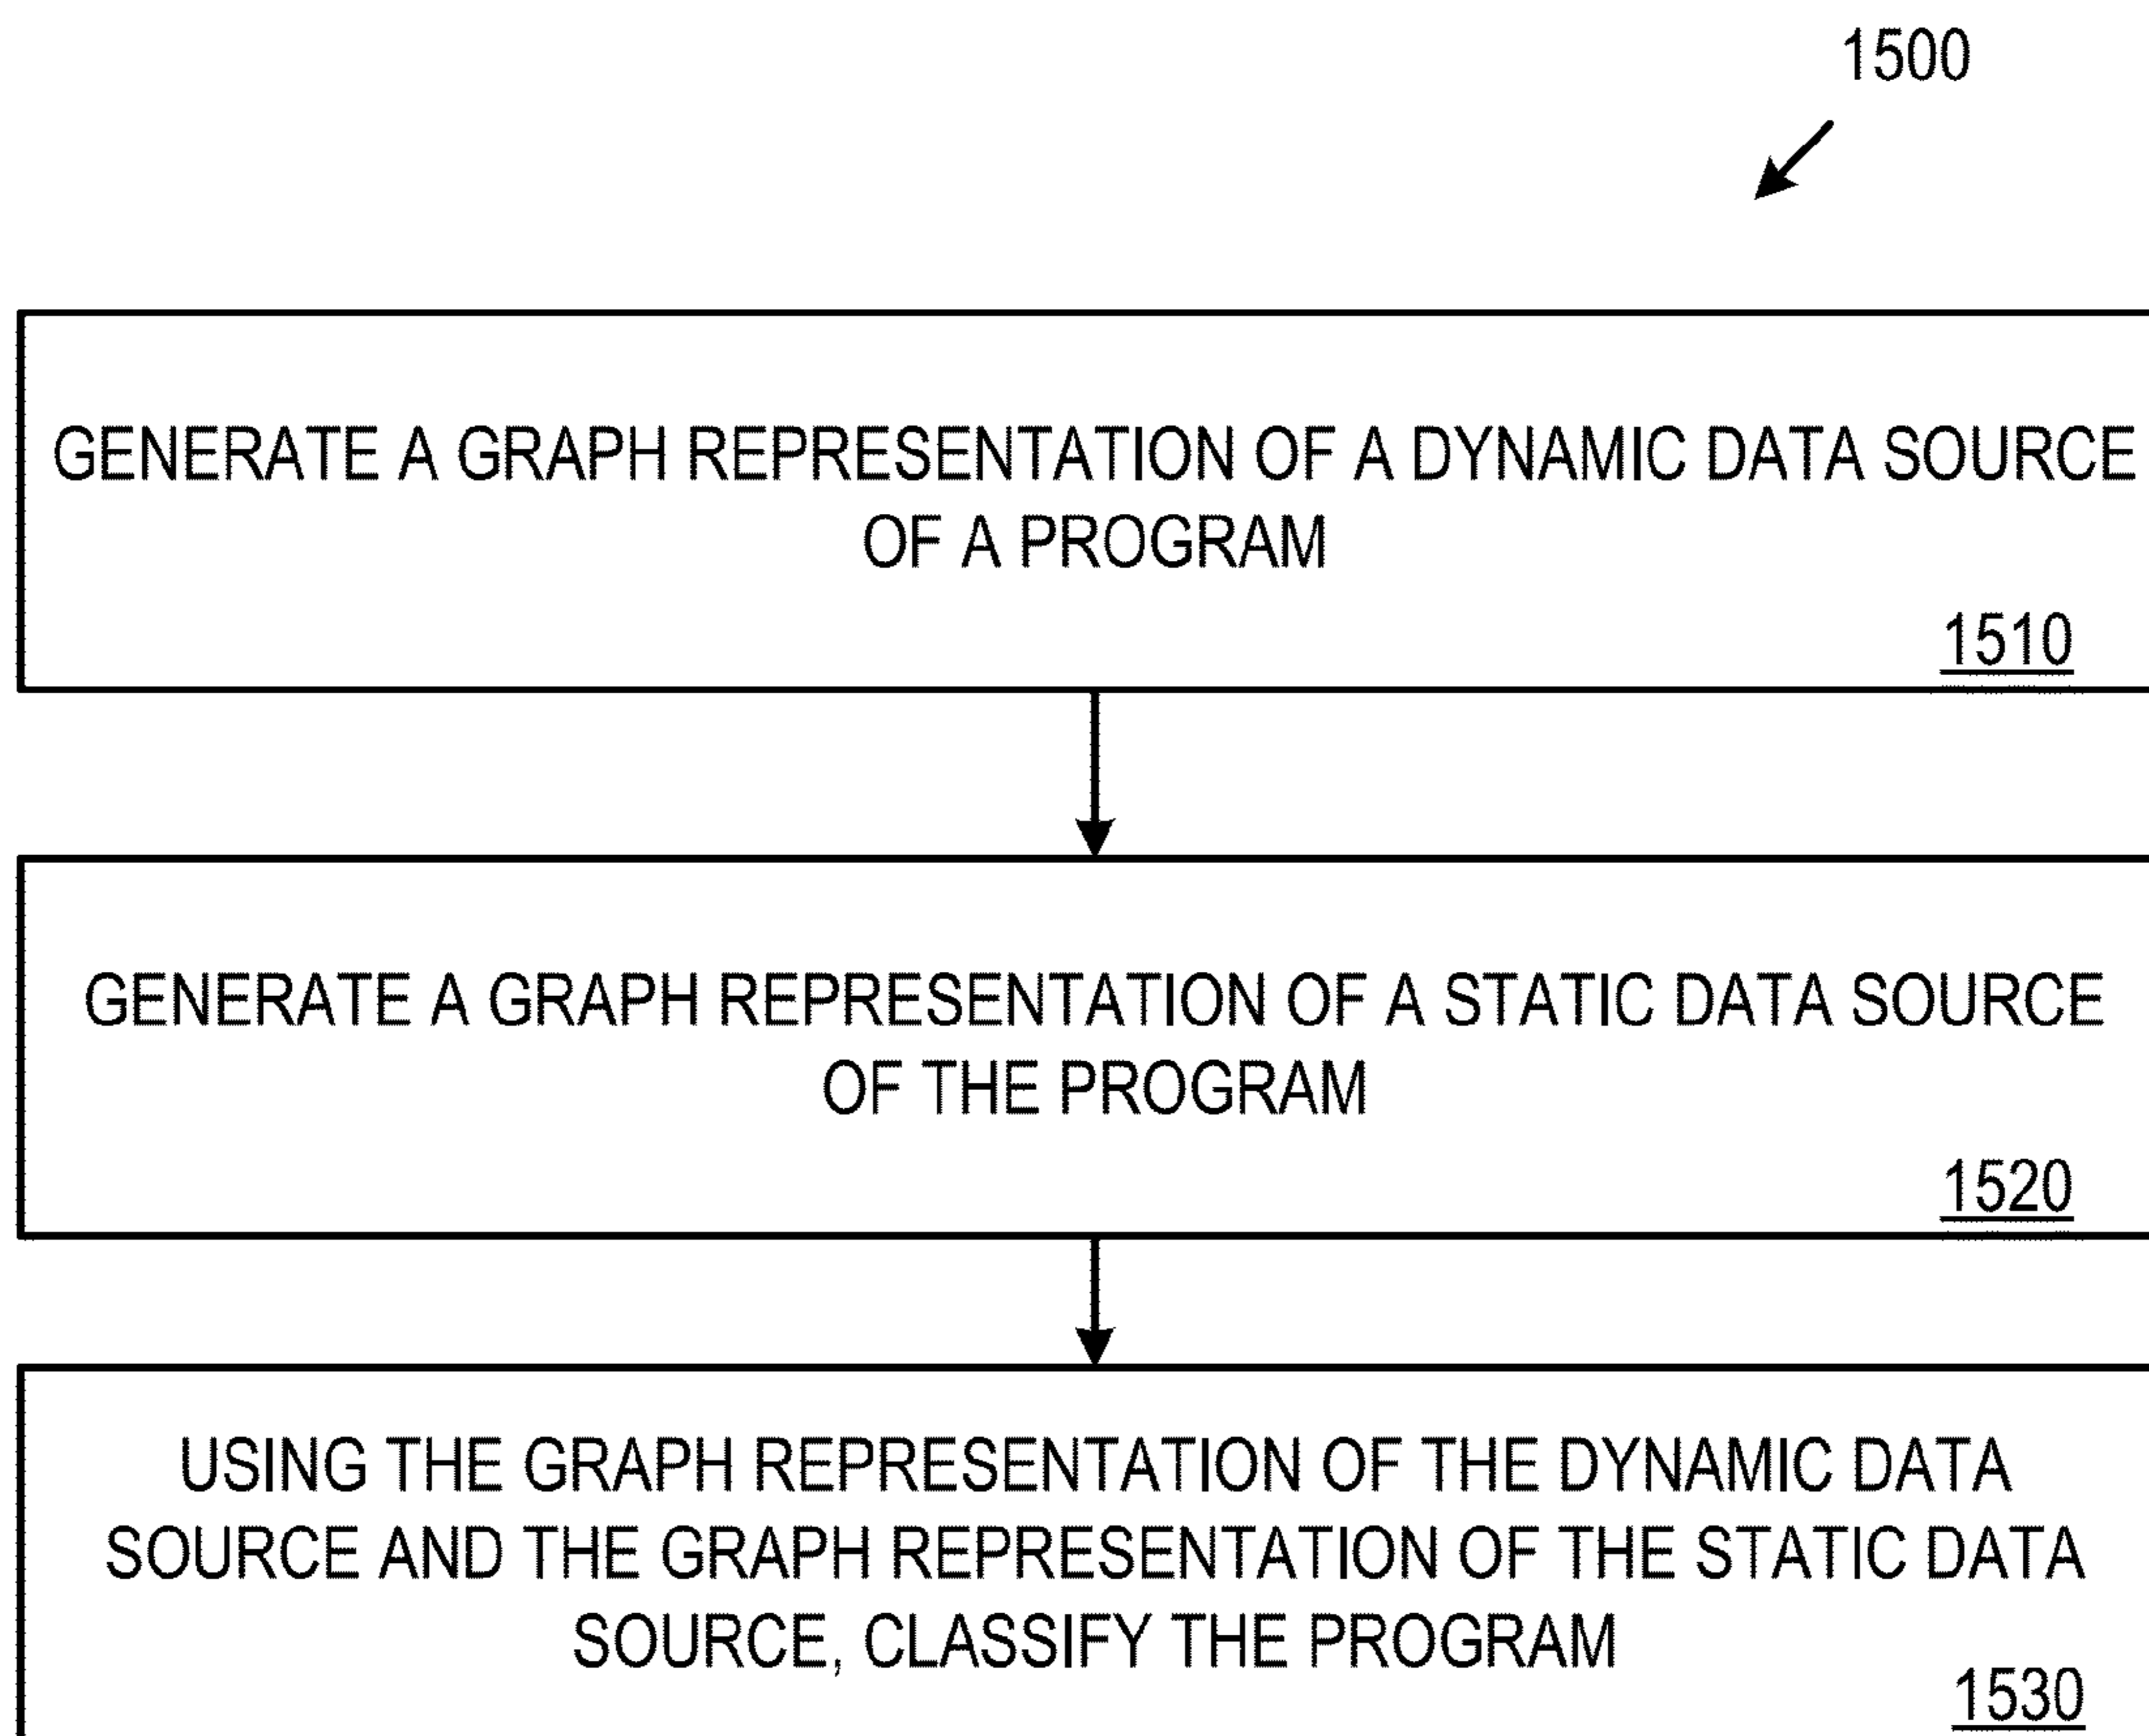 1500
GENERATE A GRAPH REPRESENTATION OF A DYNAMIC DATA SOURCE
OF A PROGRAM
1510
GENERATE A GRAPH REPRESENTATION OF A STATIC DATA SOURCE
OF THE PROGRAM
1520
USING THE GRAPH REPRESENTATION OF THE DYNAMIC DATA
SOURCE AND THE GRAPH REPRESENTATION OF THE STATIC DATA
SOURCE, CLASSIFY THE PROGRAM
1530